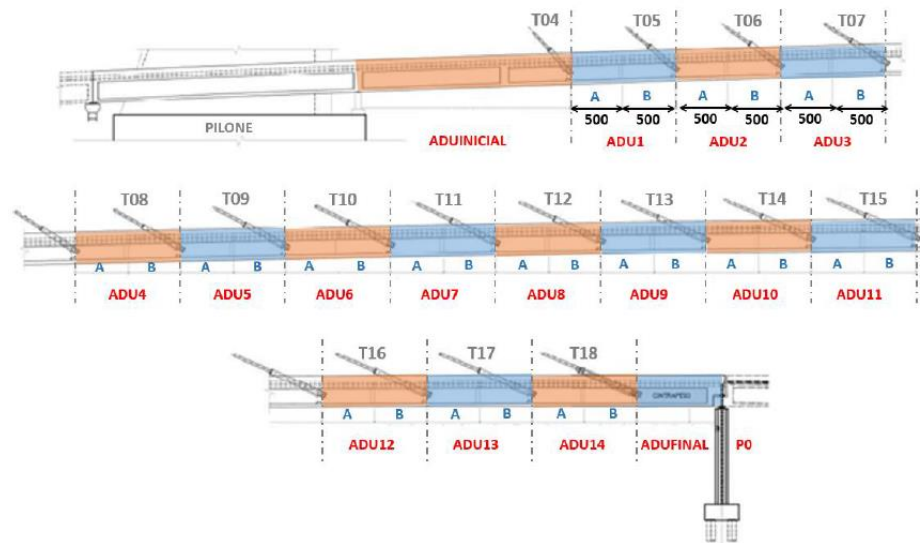 T04 T05 T06 T07
A B A B A B
500 500 500 500 500 500
PILONE
ADUINICIAL ADU1 ADU2 ADU3
T08 T09 T10 T11 T12 T13 T14 T15
A B A B A B A B A B A B A B A B
ADU4 ADU5 ADU6 ADU7 ADU8 ADU9 ADU10 ADU11
T16 T17 T18
CONTRAPESO
A B A B A B
ADU12 ADU13 ADU14 ADUFINAL P0